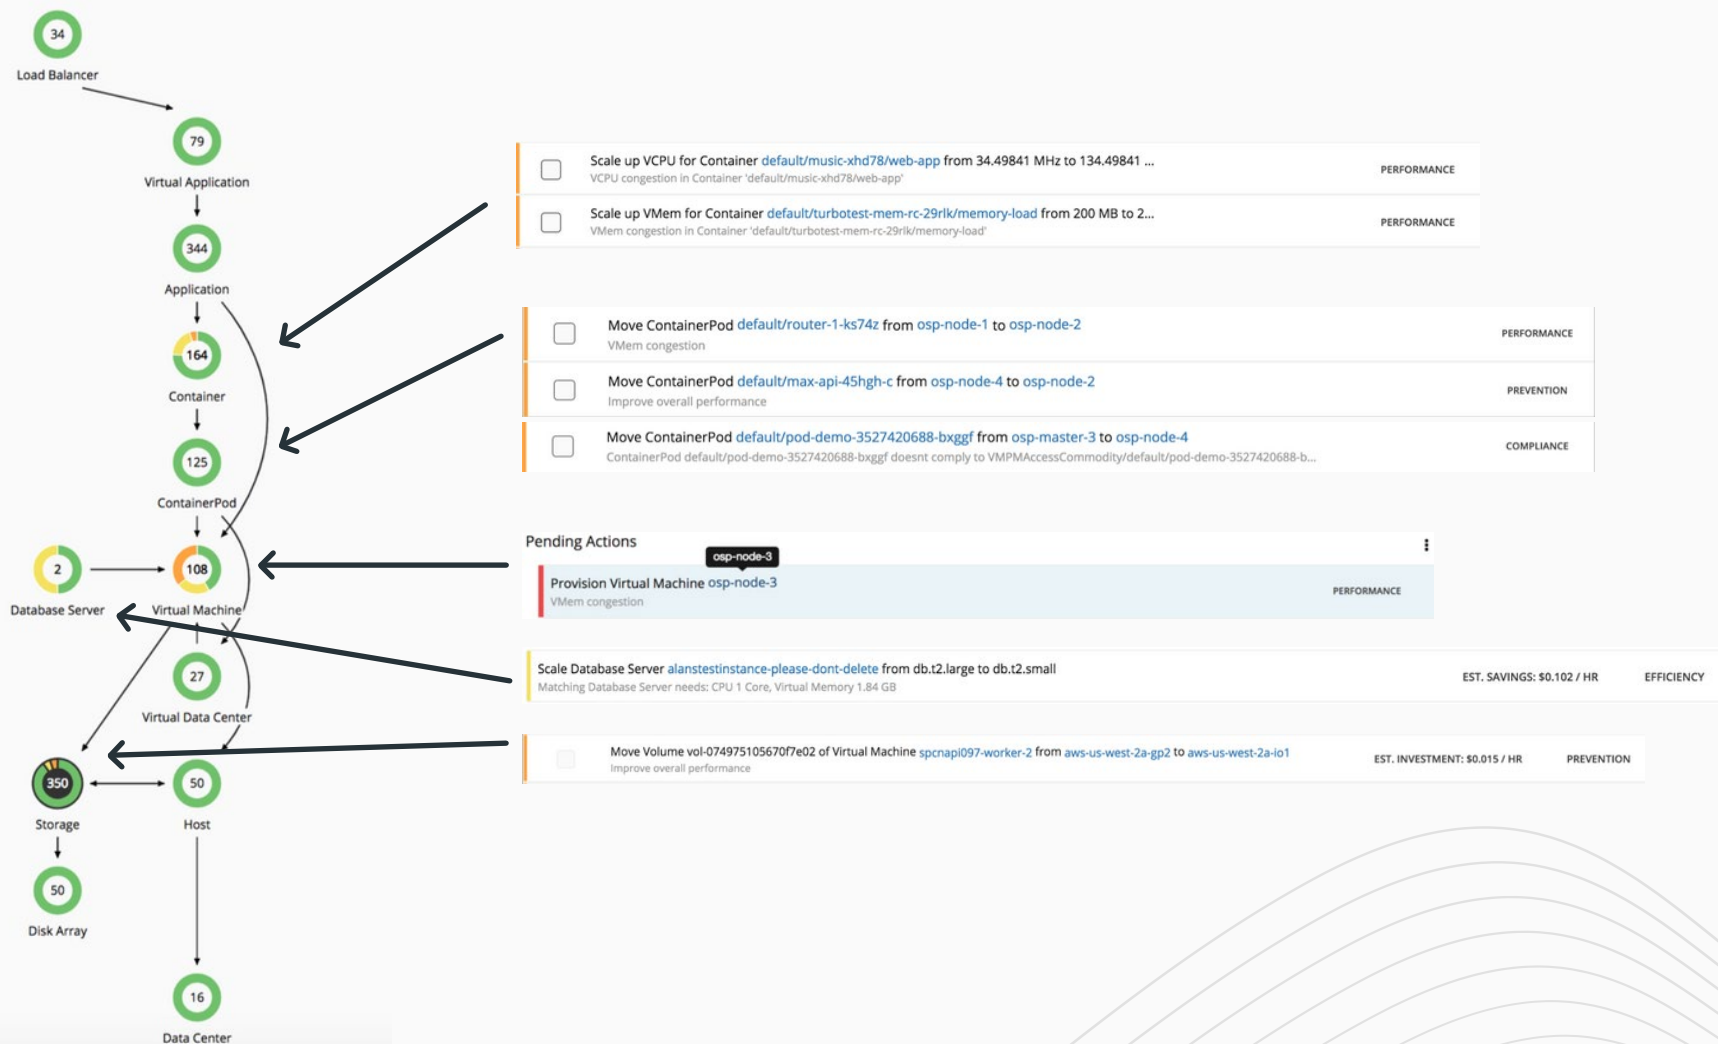 34
Load Balancer
79
Virtual Application
344
Application
164
Container
125
ContainerPod
2
Database Server
108
Virtual Machine
27
Virtual Data Center
350
Storage
50
Host
50
Disk Array
16
Data Center
Scale up VCPU for Container default/music-xhd78/web-app from 34.49841 MHz to 134.49841 ...
VCPU congestion in Container 'default/music-xhd78/web-app'
PERFORMANCE
Scale up VMem for Container default/turbotest-mem-rc-29rlk/memory-load from 200 MB to 2...
VMem congestion in Container 'default/turbotest-mem-rc-29rlk/memory-load'
PERFORMANCE
Move ContainerPod default/router-1-ks74z from osp-node-1 to osp-node-2
VMem congestion
PERFORMANCE
Move ContainerPod default/max-api-45hgh-c from osp-node-4 to osp-node-2
Improve overall performance
PREVENTION
Move ContainerPod default/pod-demo-3527420688-bxggf from osp-master-3 to osp-node-4
ContainerPod default/pod-demo-3527420688-bxggf doesnt comply to VMPMAccessCommodity/default/pod-demo-3527420688-b...
COMPLIANCE
Pending Actions
osp-node-3
Provision Virtual Machine osp-node-3
VMem congestion
PERFORMANCE
Scale Database Server alanstestinstance-please-dont-delete from db.t2.large to db.t2.small
Matching Database Server needs: CPU 1 Core, Virtual Memory 1.84 GB
EST. SAVINGS: $0.102 / HR
EFFICIENCY
Move Volume vol-074975105670f7e02 of Virtual Machine spcnapi097-worker-2 from aws-us-west-2a-gp2 to aws-us-west-2a-io1
Improve overall performance
EST. INVESTMENT: $0.015 / HR
PREVENTION